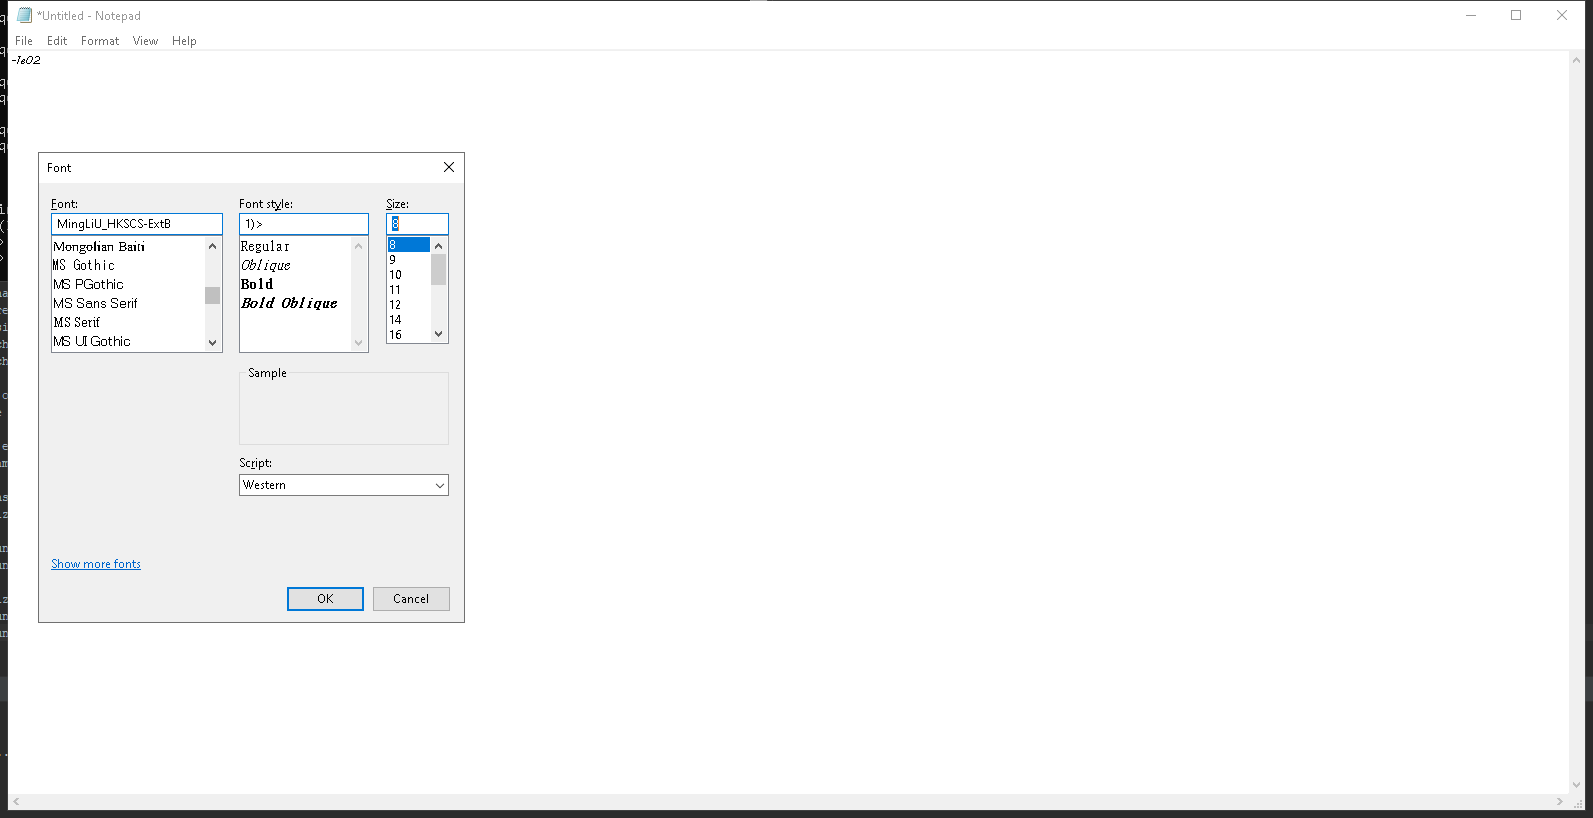 *Untitled - Notepad
File Edit Format View Help
-1e02
Font
Font: Font style: Size:
MingLiU_HKSCS-ExtB 1)> 8
Mongolian Baiti Regular 8
MS Gothic Oblique 9
MS PGothic Bold 10
MS Sans Serif Bold Oblique 11
MS Serif 12
MS UI Gothic 14
16
Sample
Script:
Western
Show more fonts
OK Cancel